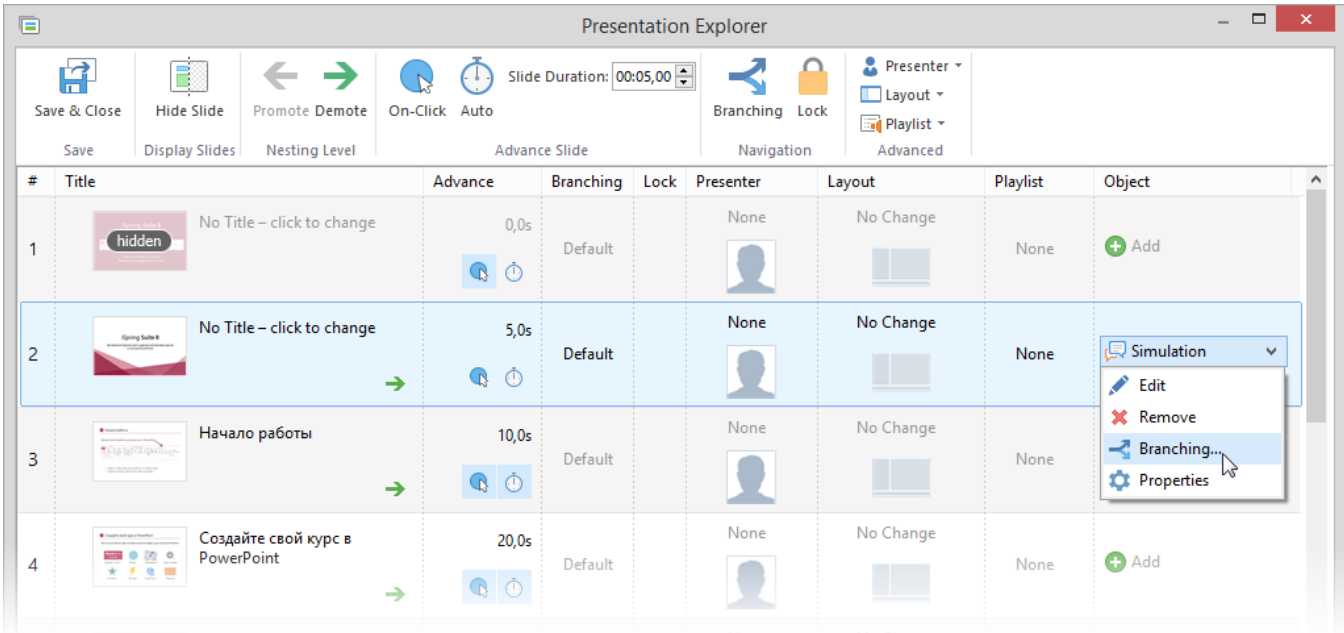 Presentation Explorer
Save & Close
Hide Slide
Promote Demote
On-Click Auto
Slide Duration: 00:05,00
Branching Lock
Presenter
Layout
Playlist
Save
Display Slides
Nesting Level
Advance Slide
Navigation
Advanced
# Title Advance Branching Lock Presenter Layout Playlist Object
1
hidden
No Title – click to change
0,0s
Default
None
No Change
None
Add
2
iSpring Suite 8
No Title – click to change
5,0s
Default
None
No Change
None
Simulation
Edit
Remove
Branching...
Properties
3
Начало работы
10,0s
Default
None
No Change
None
4
Создайте свой курс в
PowerPoint
20,0s
Default
None
No Change
None
Add